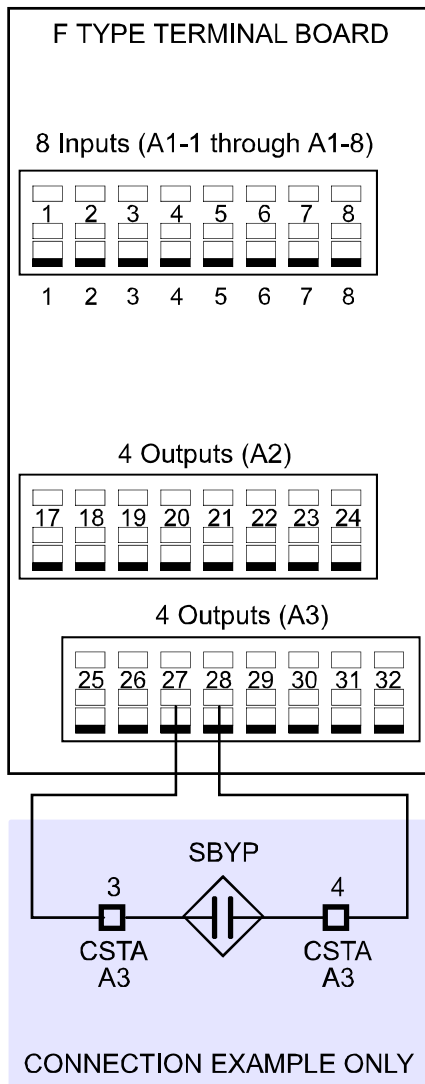 F TYPE TERMINAL BOARD
8 Inputs (A1-1 through A1-8)
1 2 3 4 5 6 7 8
1 2 3 4 5 6 7 8
4 Outputs (A2)
17 18 19 20 21 22 23 24
4 Outputs (A3)
25 26 27 28 29 30 31 32
SBYP
3 4
CSTA CSTA
A3 A3
CONNECTION EXAMPLE ONLY